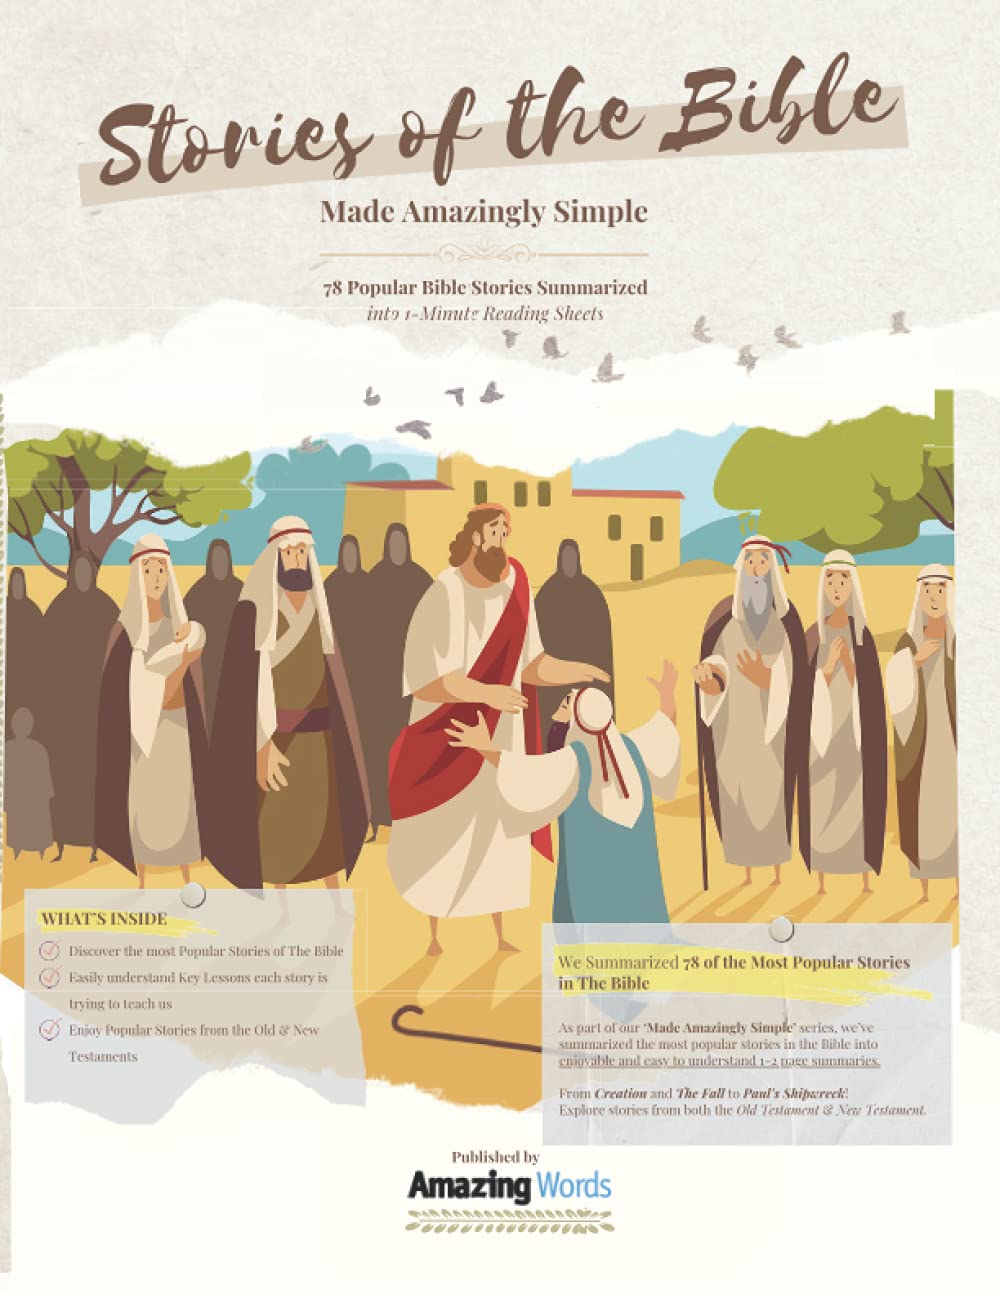 Stories of the Bible
Made Amazingly Simple
78 Popular Bible Stories Summarized
into 1-Minute Reading Sheets
WHAT'S INSIDE
Discover the most Popular Stories of The Bible
Easily understand Key Lessons each story is
trying to teach us
Enjoy Popular Stories from the Old & New
Testaments
We Summarized 78 of the Most Popular Stories
in The Bible
As part of our 'Made Amazingly Simple' series, we've
summarized the most popular stories in the Bible into
enjoyable and easy to understand 1-2 page summaries.
From Creation and The Fall to Paul's Shipwreck!
Explore stories from both the Old Testament & New Testament.
Published by
Amazing Words